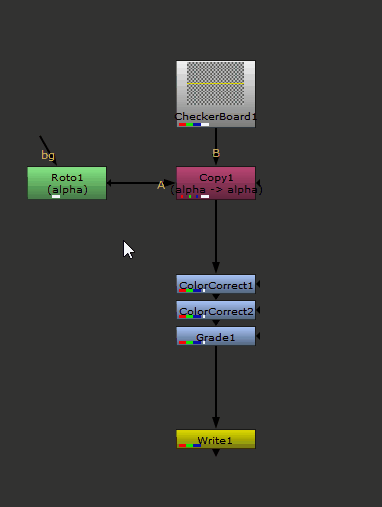 CheckerBoard1
bg
B
Roto1
(alpha)
A
Copy1
(alpha -> alpha)
ColorCorrect1
ColorCorrect2
Grade1
Write1